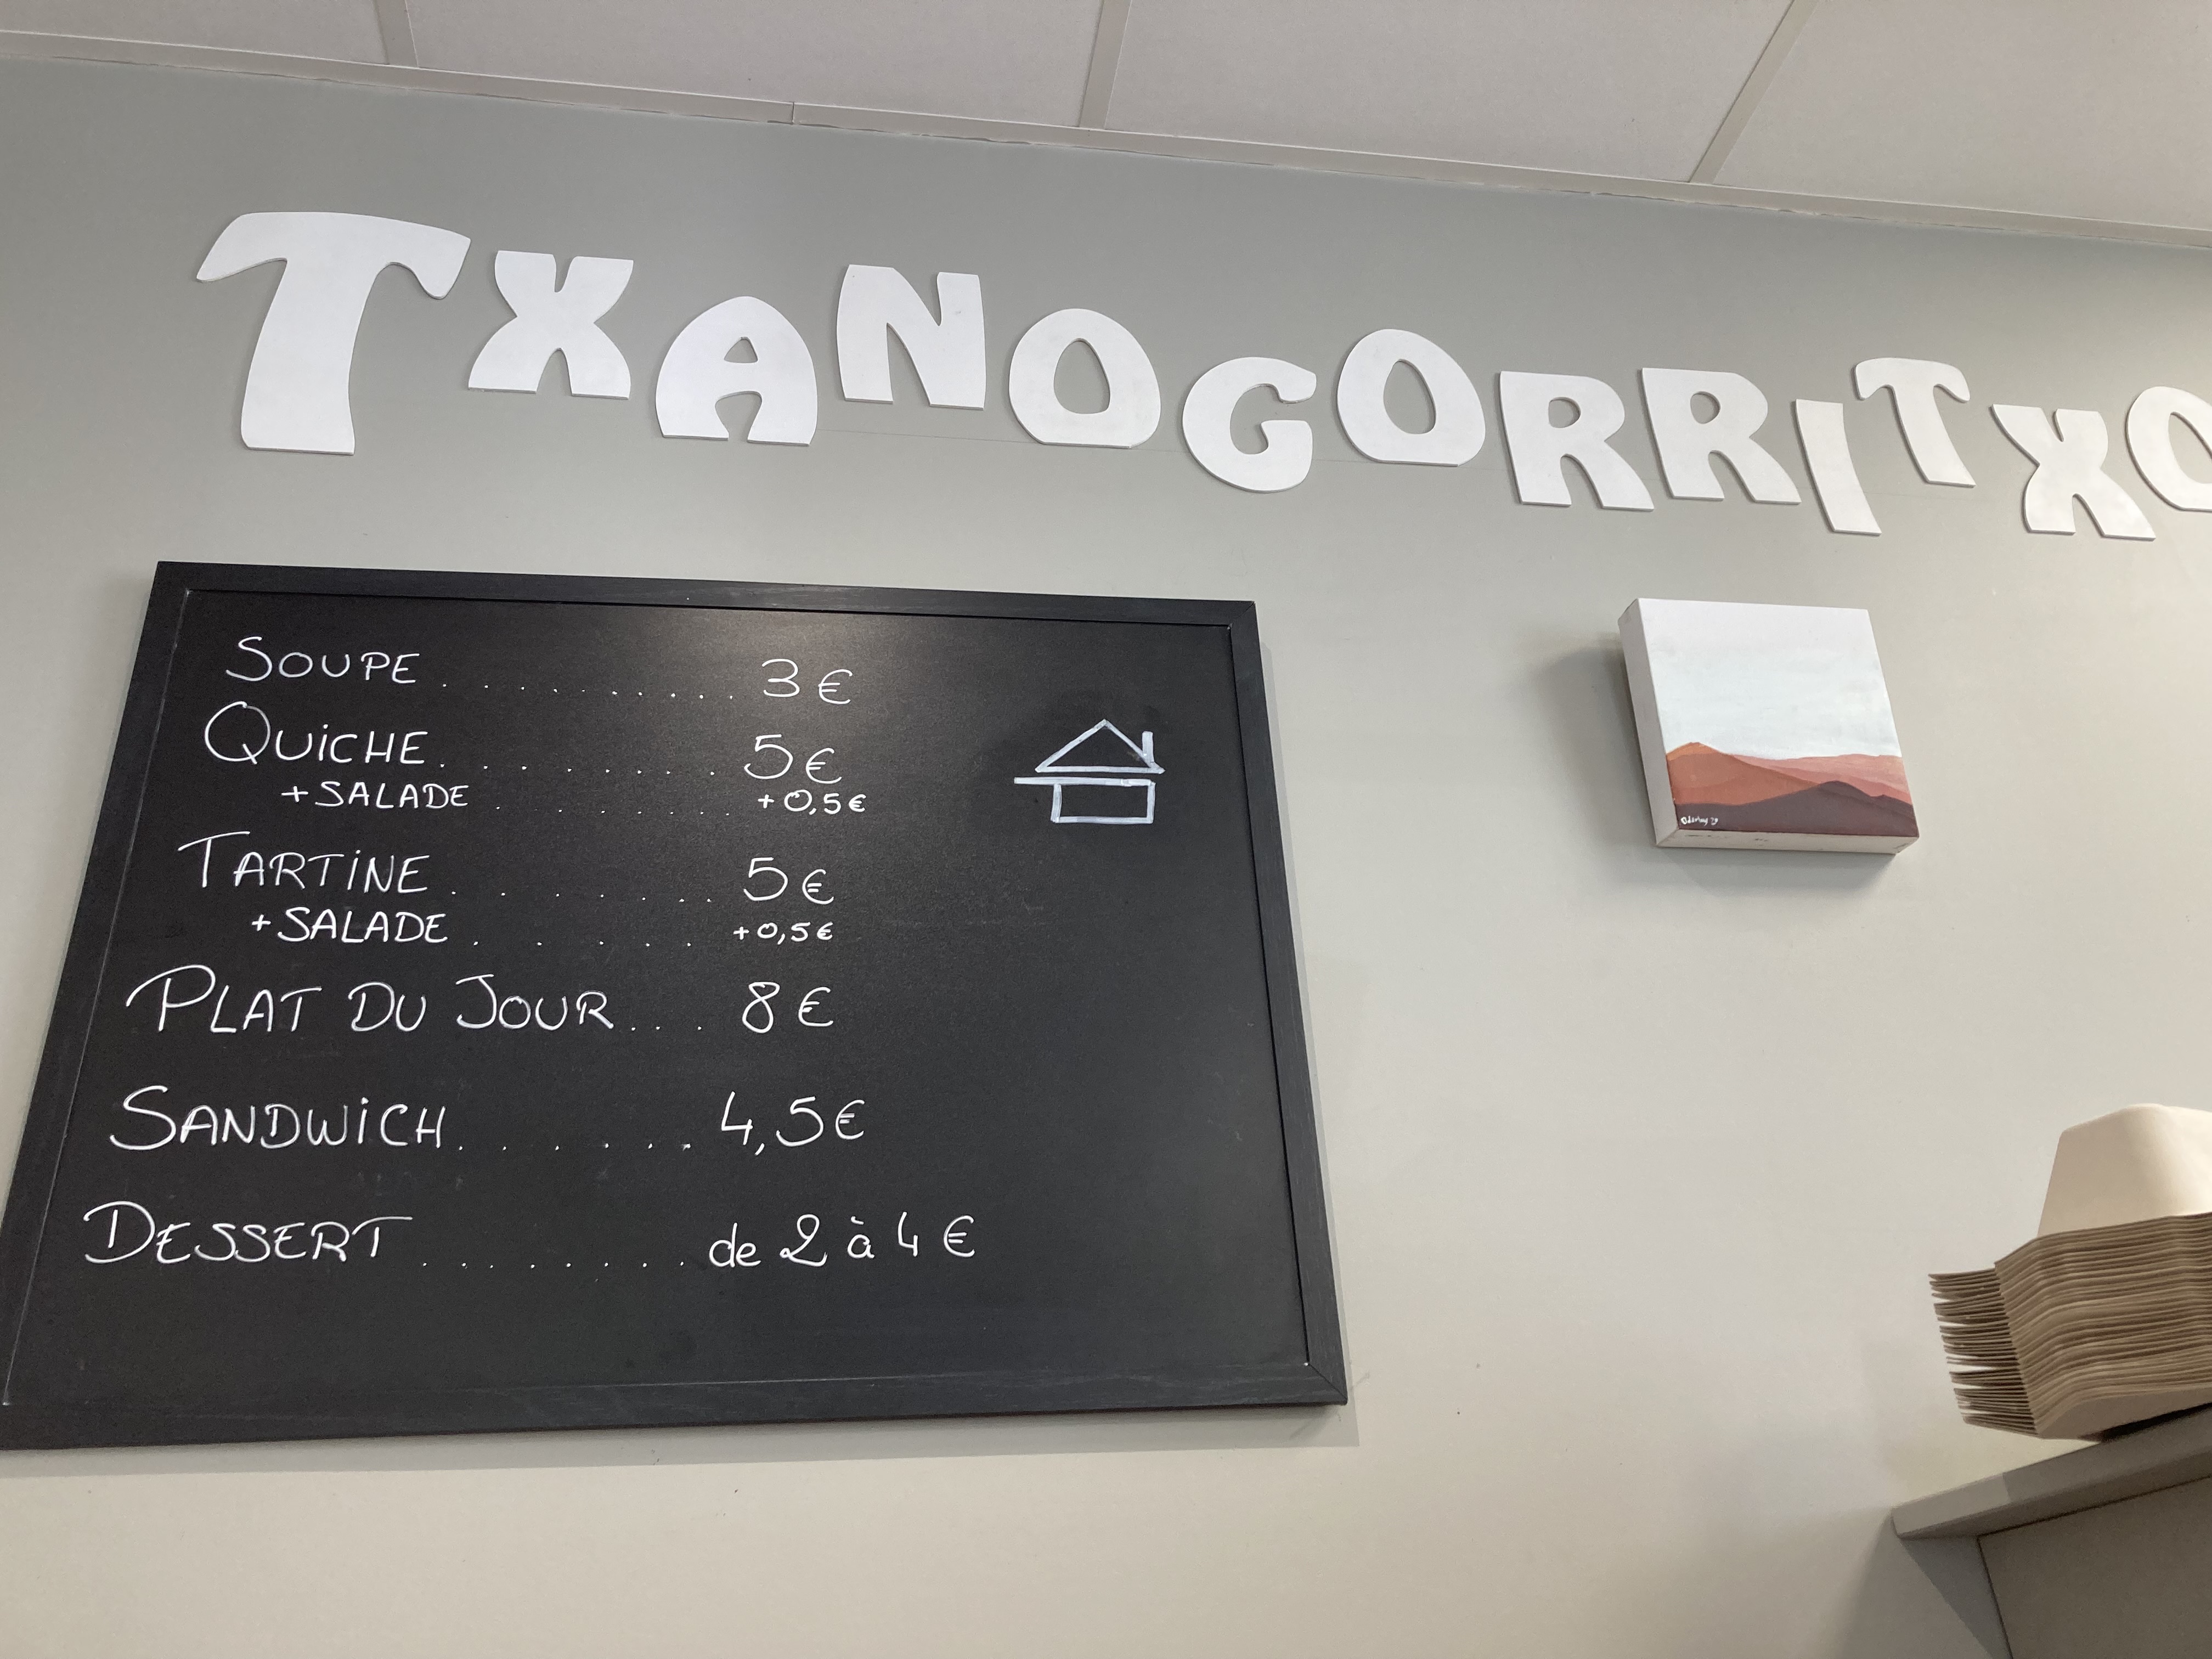 TXANOGORRITXO
SOUPE .......... 3€
QUICHE ........ 5€
+ SALADE ....... +0,5€
TARTINE ....... 5€
+ SALADE ..... +0,5€
PLAT DU JOUR ... 8€
SANDWICH ....... 4,5€
DESSERT ........ de 2 à 4€